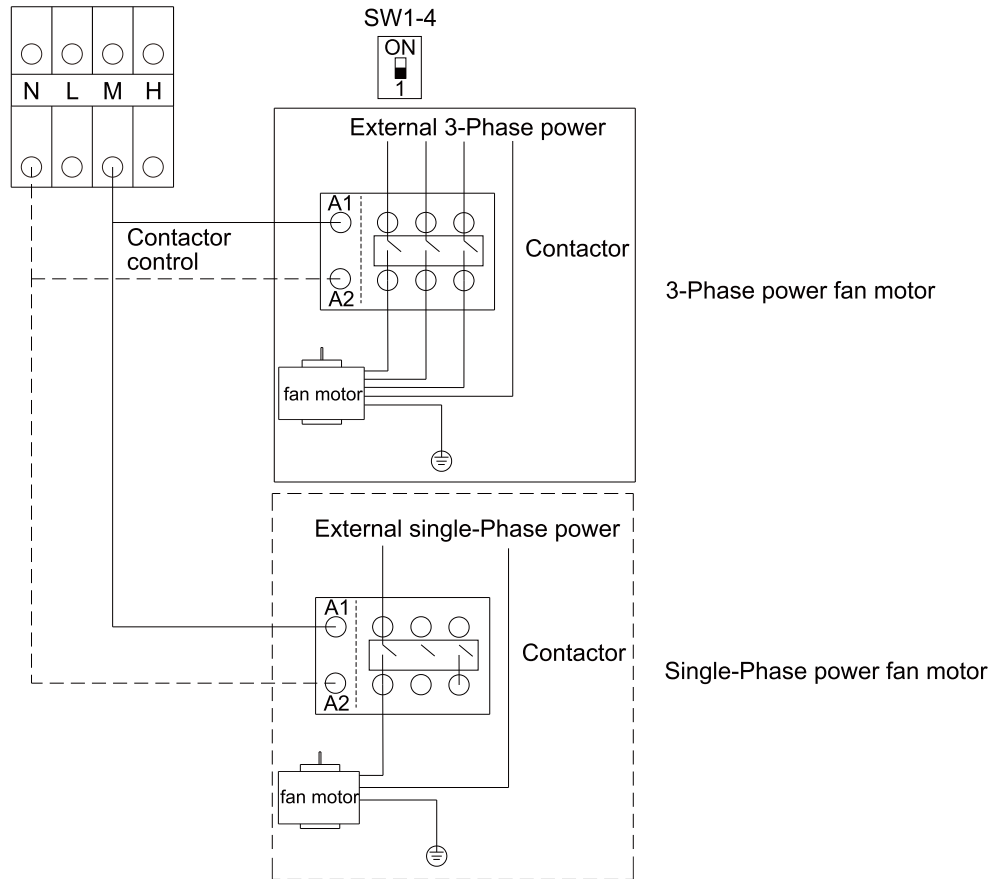 SW1-4
ON
1
N L M H
External 3-Phase power
A1
Contactor
control
Contactor
A2
3-Phase power fan motor
fan motor
External single-Phase power
A1
Contactor
Single-Phase power fan motor
A2
fan motor